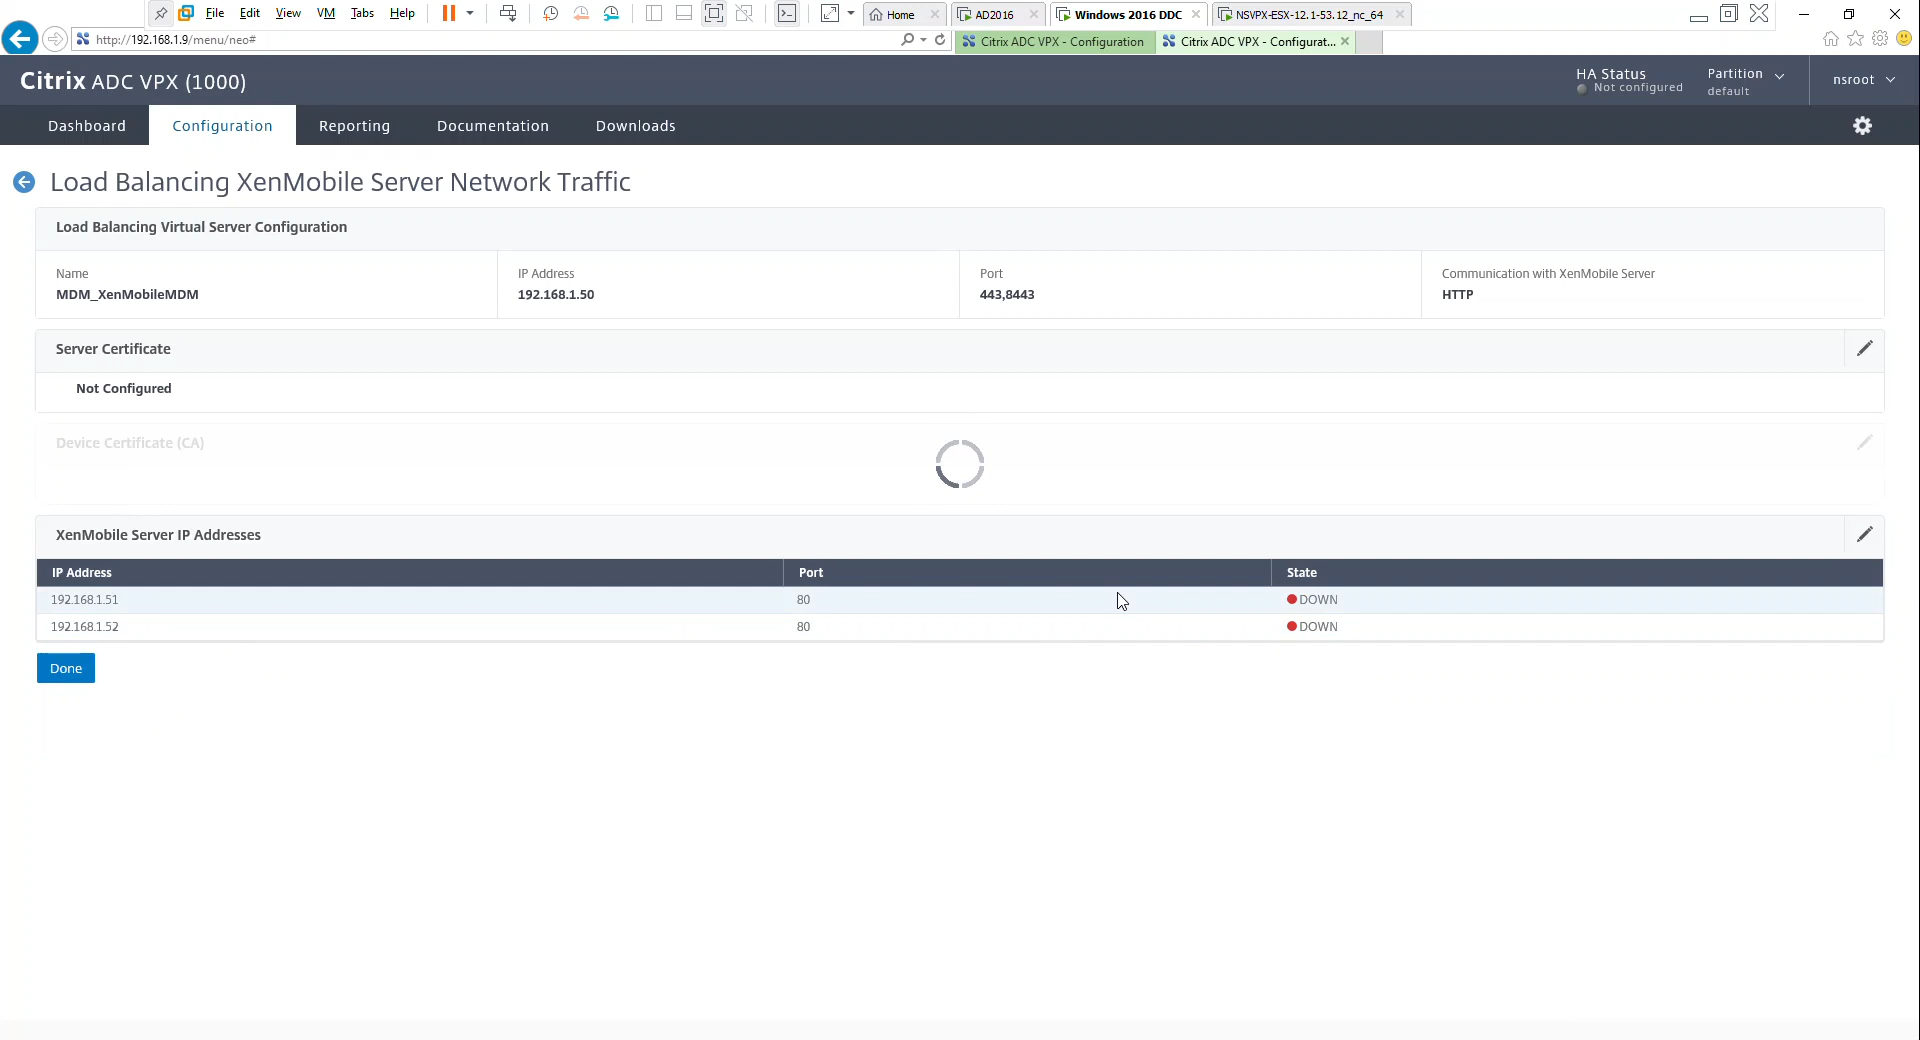 File Edit View VM Tabs Help
Home
AD2016
Windows 2016 DDC
NSVPX-ESX-12.1-53.12_nc_64
http://192.168.1.9/menu/neo#
Citrix ADC VPX - Configuration
Citrix ADC VPX - Configurat...
Citrix ADC VPX (1000)
HA Status
Not configured
Partition
default
nsroot
Dashboard
Configuration
Reporting
Documentation
Downloads
Load Balancing XenMobile Server Network Traffic
Load Balancing Virtual Server Configuration
Name
MDM_XenMobileMDM
IP Address
192.168.1.50
Port
443,8443
Communication with XenMobile Server
HTTP
Server Certificate
Not Configured
Device Certificate (CA)
XenMobile Server IP Addresses
IP Address Port State
192.168.1.51 80 DOWN
192.168.1.52 80 DOWN
Done